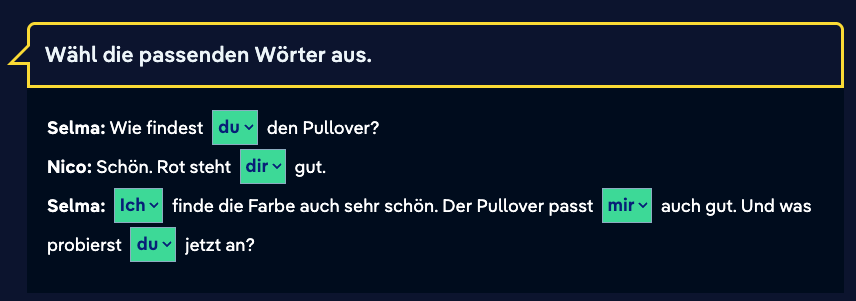 Wähl die passenden Wörter aus.
Selma: Wie findest du den Pullover?
Nico: Schön. Rot steht dir gut.
Selma: Ich finde die Farbe auch sehr schön. Der Pullover passt mir auch gut. Und was
probierst du jetzt an?